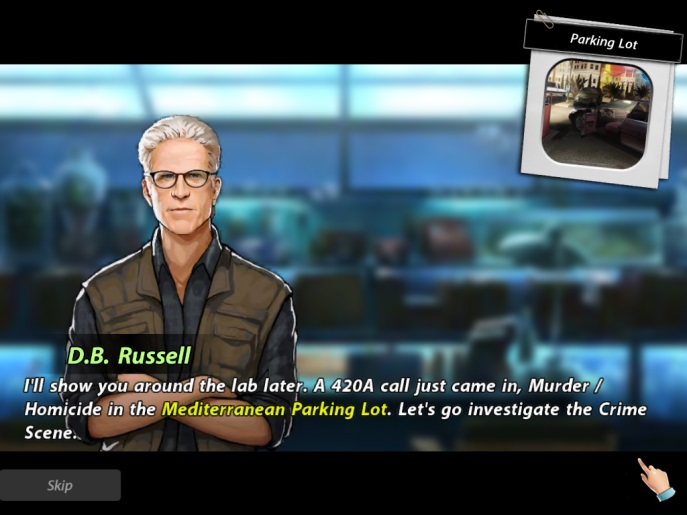 Parking Lot
D.B. Russell
I'll show you around the lab later. A 420A call just came in, Murder /
Homicide in the Mediterranean Parking Lot. Let's go investigate the Crime
Scene.
Skip